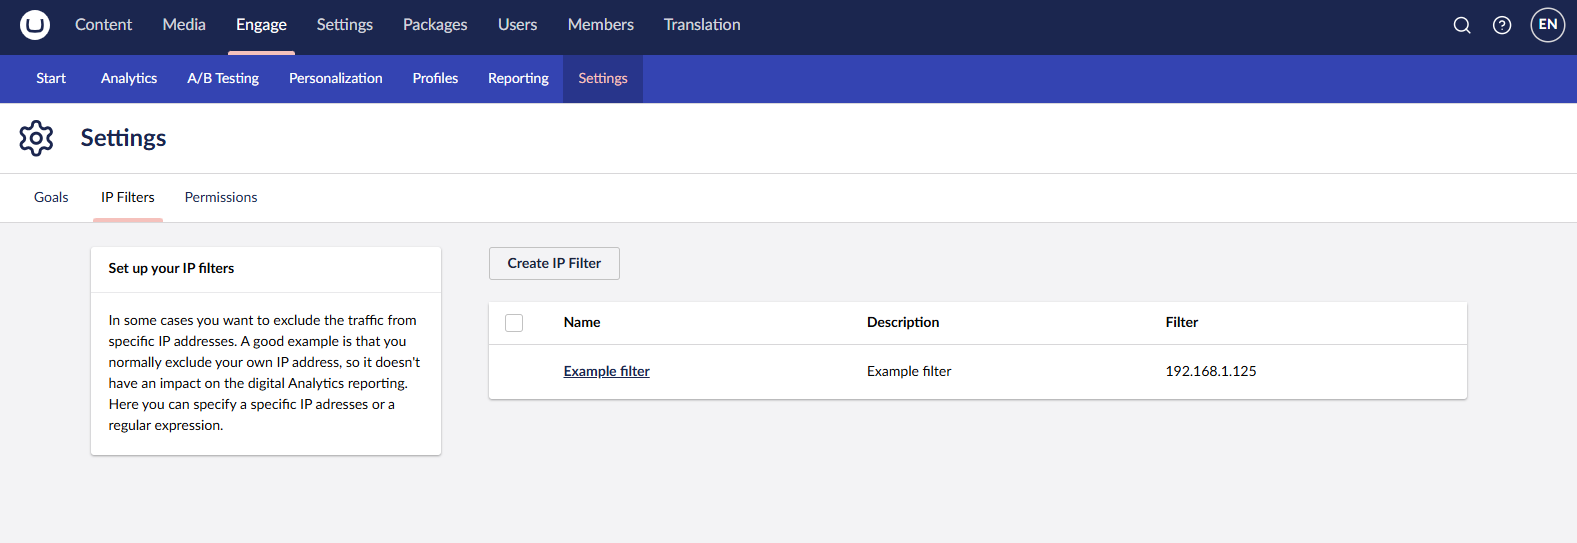 Content Media Engage Settings Packages Users Members Translation EN
Start Analytics A/B Testing Personalization Profiles Reporting Settings
Settings
Goals IP Filters Permissions
Set up your IP filters
In some cases you want to exclude the traffic from
specific IP addresses. A good example is that you
normally exclude your own IP address, so it doesn't
have an impact on the digital Analytics reporting.
Here you can specify a specific IP adresses or a
regular expression.
Create IP Filter
Name Description Filter
Example filter Example filter 192.168.1.125